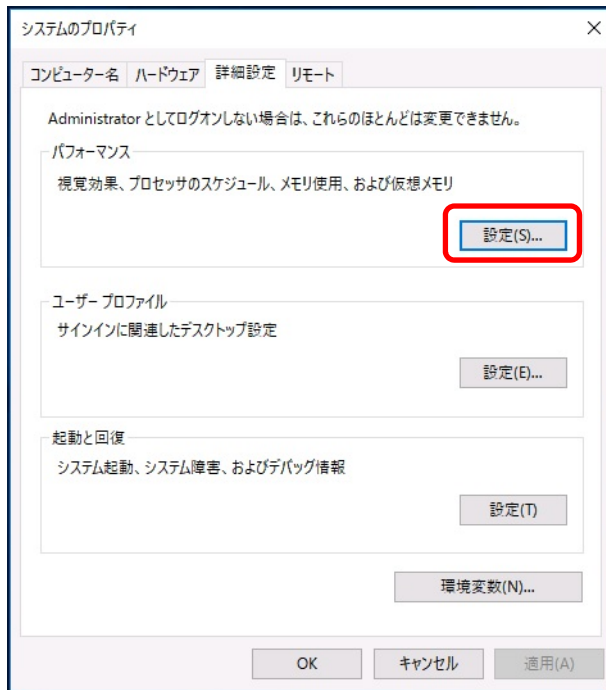 システムのプロパティ
コンピューター名 ハードウェア 詳細設定 リモート
Administrator としてログオンしない場合は、これらのほとんどは変更できません。
パフォーマンス
視覚効果、プロセッサのスケジュール、メモリ使用、および仮想メモリ
設定(S)...
ユーザー プロファイル
サインインに関連したデスクトップ設定
設定(E)...
起動と回復
システム起動、システム障害、およびデバッグ情報
設定(T)
環境変数(N)...
OK キャンセル 適用(A)